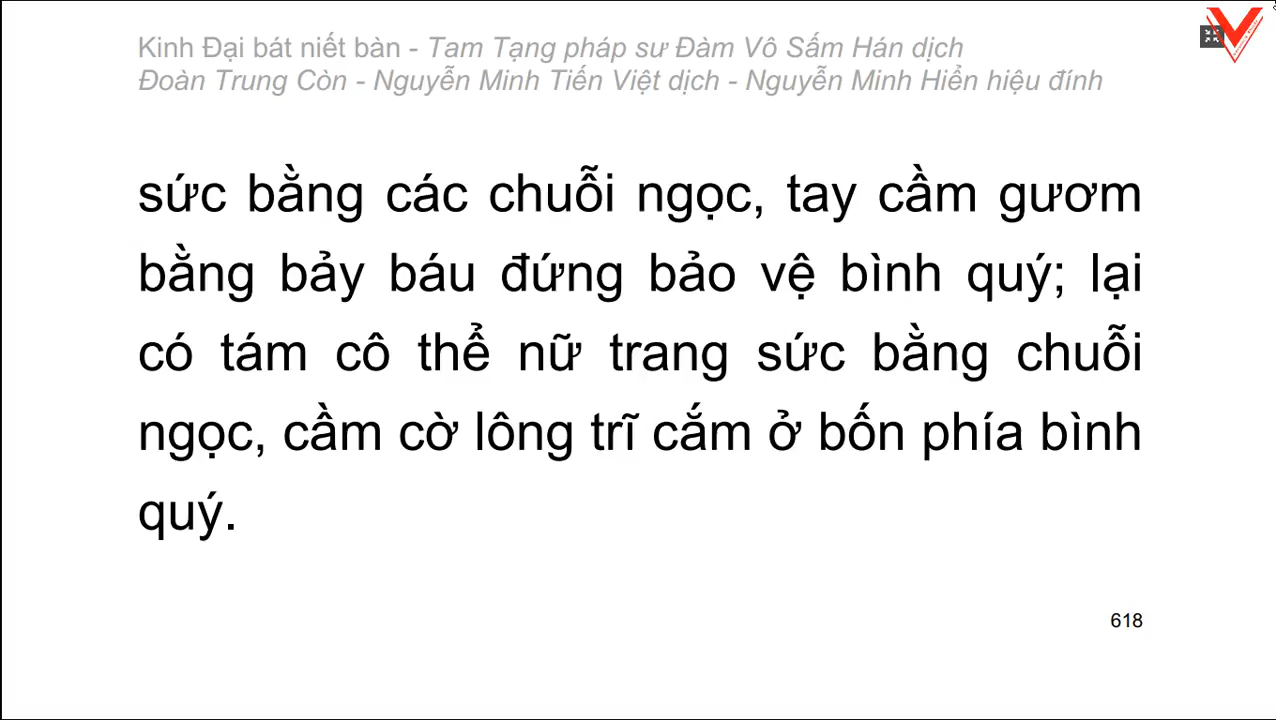 Kinh Đại bát niết bàn - Tam Tạng pháp sư Đàm Vô Sấm Hán dịch
Đoàn Trung Còn - Nguyễn Minh Tiến Việt dịch - Nguyễn Minh Hiển hiệu đính
sức bằng các chuỗi ngọc, tay cầm gươm
bằng bảy báu đứng bảo vệ bình quý; lại
có tám cô thể nữ trang sức bằng chuỗi
ngọc, cầm cờ lông trĩ cắm ở bốn phía bình
quý.
618